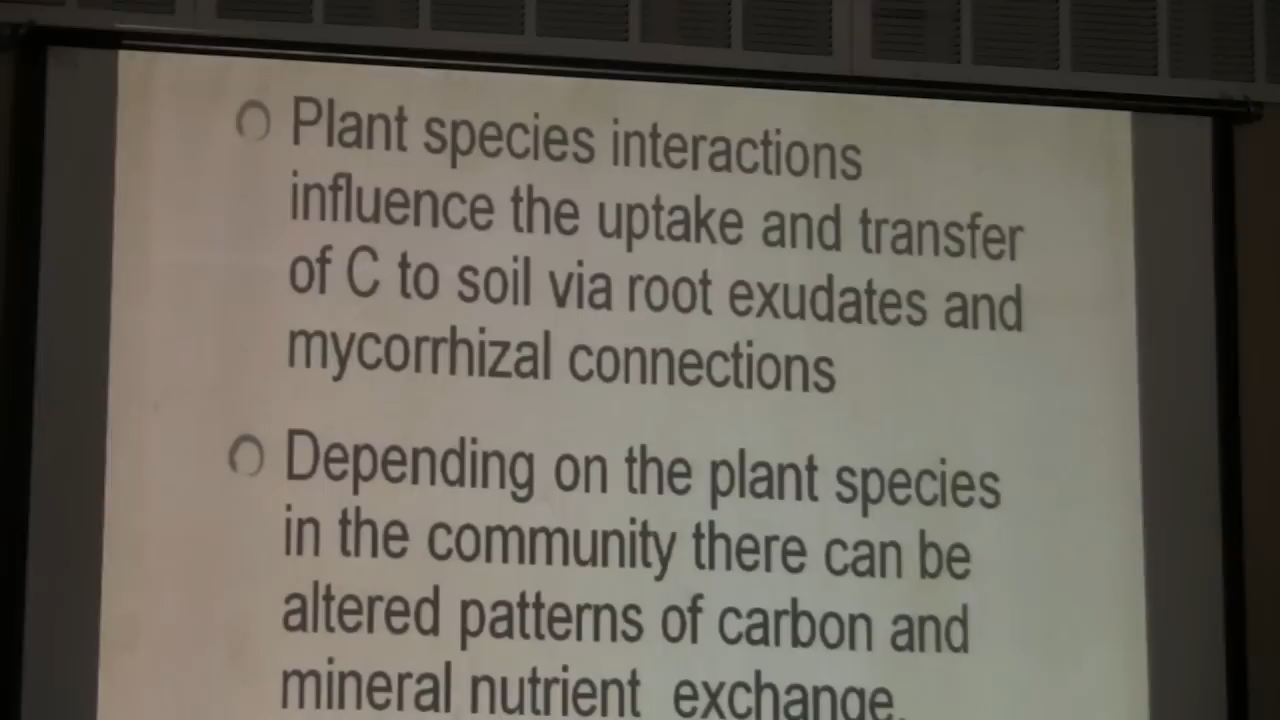 Plant species interactions
influence the uptake and transfer
of C to soil via root exudates and
mycorrhizal connections
Depending on the plant species
in the community there can be
altered patterns of carbon and
mineral nutrient exchange.